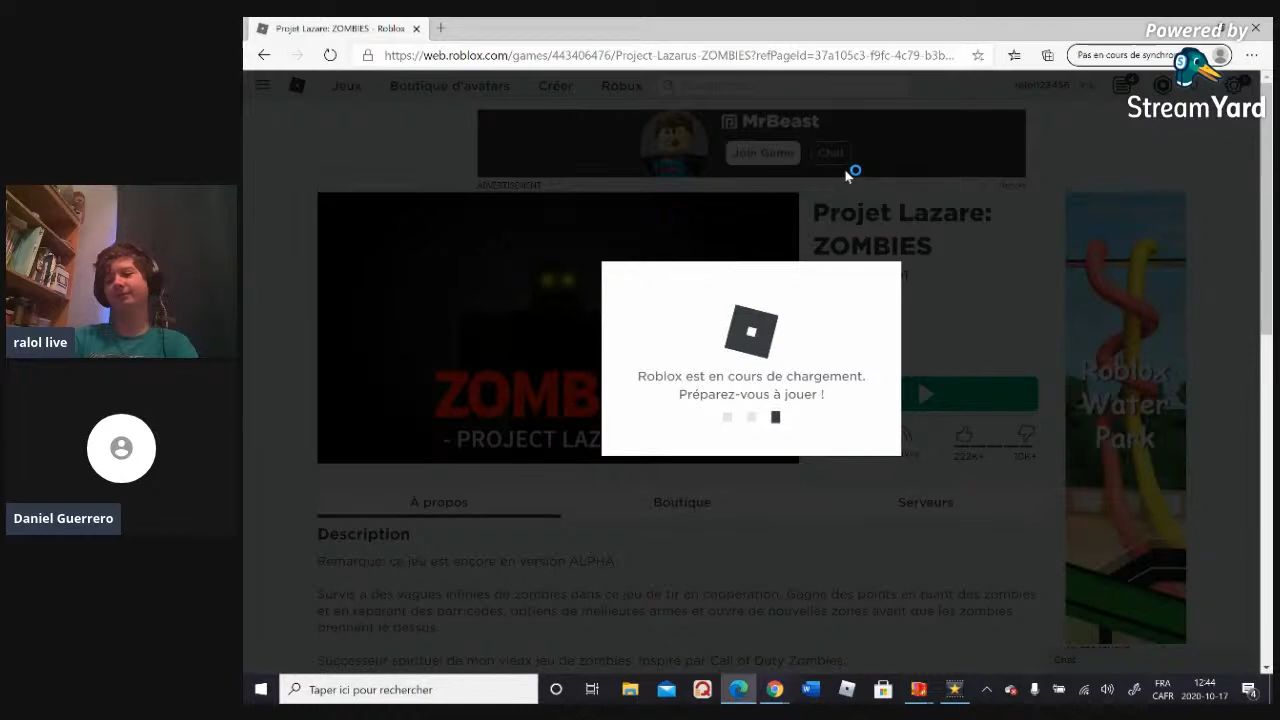 Projet Lazare: ZOMBIES - Roblox
Powered by
https://web.roblox.com/games/443406476/Project-Lazarus-ZOMBIES?refPageId=37a105c3-f9fc-4c79-b3b...
Pas en cours de synchr
StreamYard
Jeux
Boutique d'avatars
Créer
Robux
MrBeast
Join Game
Chat
ADVERTISEMENT
Projet Lazare:
ZOMBIES
ZOMB
- PROJECT LAZ
Roblox est en cours de chargement.
Préparez-vous à jouer !
222K+
10K+
Roblox
Water
Park
ralol live
Daniel Guerrero
À propos
Boutique
Serveurs
Description
Remarque: ce jeu est encore en version ALPHA
Survis à des vagues infinies de zombies dans ce jeu de tir en coopération. Gagne des points en tuant des zombies
et en réparant des barricades, obtiens de meilleures armes et ouvre de nouvelles zones avant que les zombies
prennent le dessus.
Successeur spirituel de mon vieux jeu de zombies. Inspiré par Call of Duty Zombies.
Chat
Taper ici pour rechercher
FRA
CAFR
12:44
2020-10-17
4